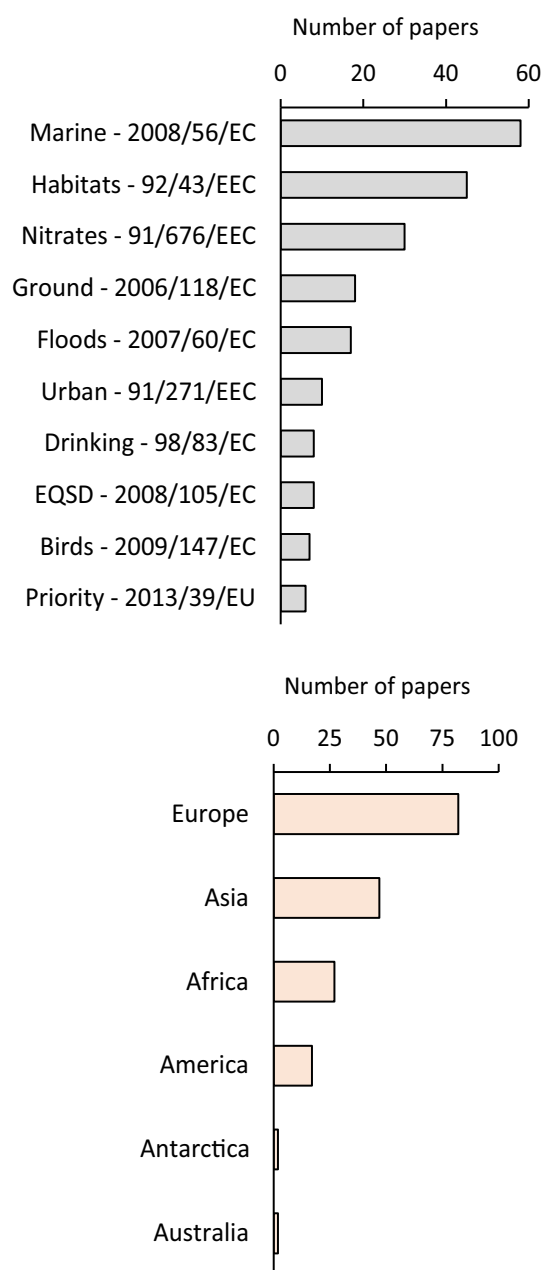 Number of papers
0 20 40 60
Marine - 2008/56/EC
Habitats - 92/43/EEC
Nitrates - 91/676/EEC
Ground - 2006/118/EC
Floods - 2007/60/EC
Urban - 91/271/EEC
Drinking - 98/83/EC
EQSD - 2008/105/EC
Birds - 2009/147/EC
Priority - 2013/39/EU
Number of papers
0 25 50 75 100
Europe
Asia
Africa
America
Antarctica
Australia